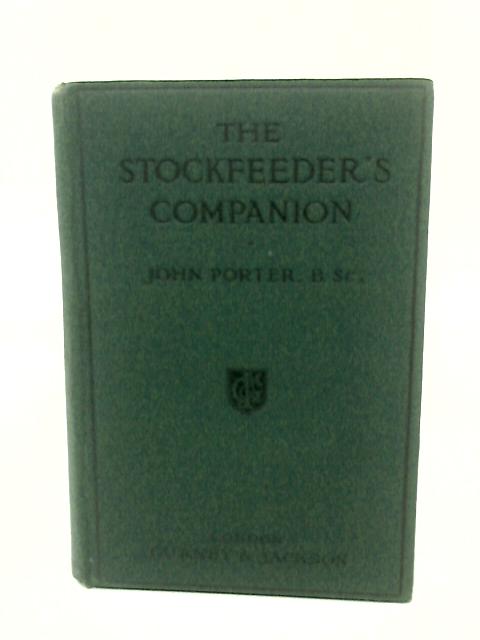 THE
STOCKFEEDER'S
COMPANION
JOHN PORTER, B. Sc.
LONDON
GURNEY & JACKSON